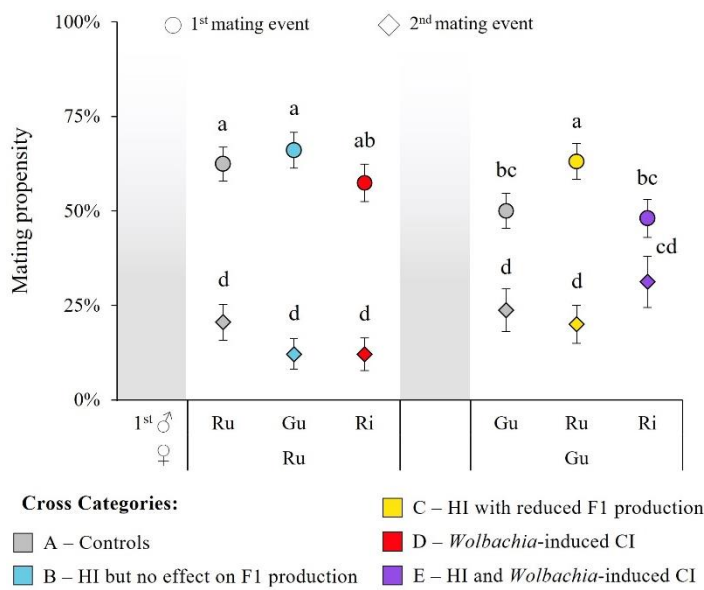 100%
1st mating event
2nd mating event
a
a
75%
a
ab
bc
bc
50%
Mating propensity
cd
d
d
d
d
d
25%
0%
1st ♂ Ru Gu Ri Gu Ru Ri
♀ Ru Gu
Cross Categories:
A – Controls
B – HI but no effect on F1 production
C – HI with reduced F1 production
D – Wolbachia-induced CI
E – HI and Wolbachia-induced CI